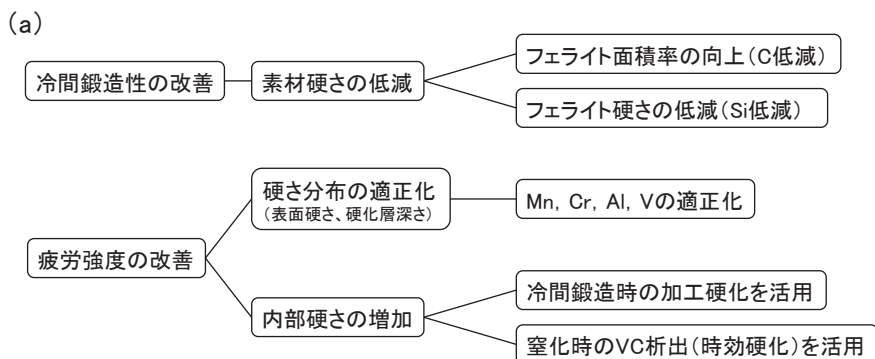 (a)
冷間鍛造性の改善
素材硬さの低減
フェライト面積率の向上(C低減)
フェライト硬さの低減(Si低減)
疲労強度の改善
硬さ分布の適正化
(表面硬さ、硬化層深さ)
Mn, Cr, Al, Vの適正化
内部硬さの増加
冷間鍛造時の加工硬化を活用
窒化時のVC析出(時効硬化)を活用